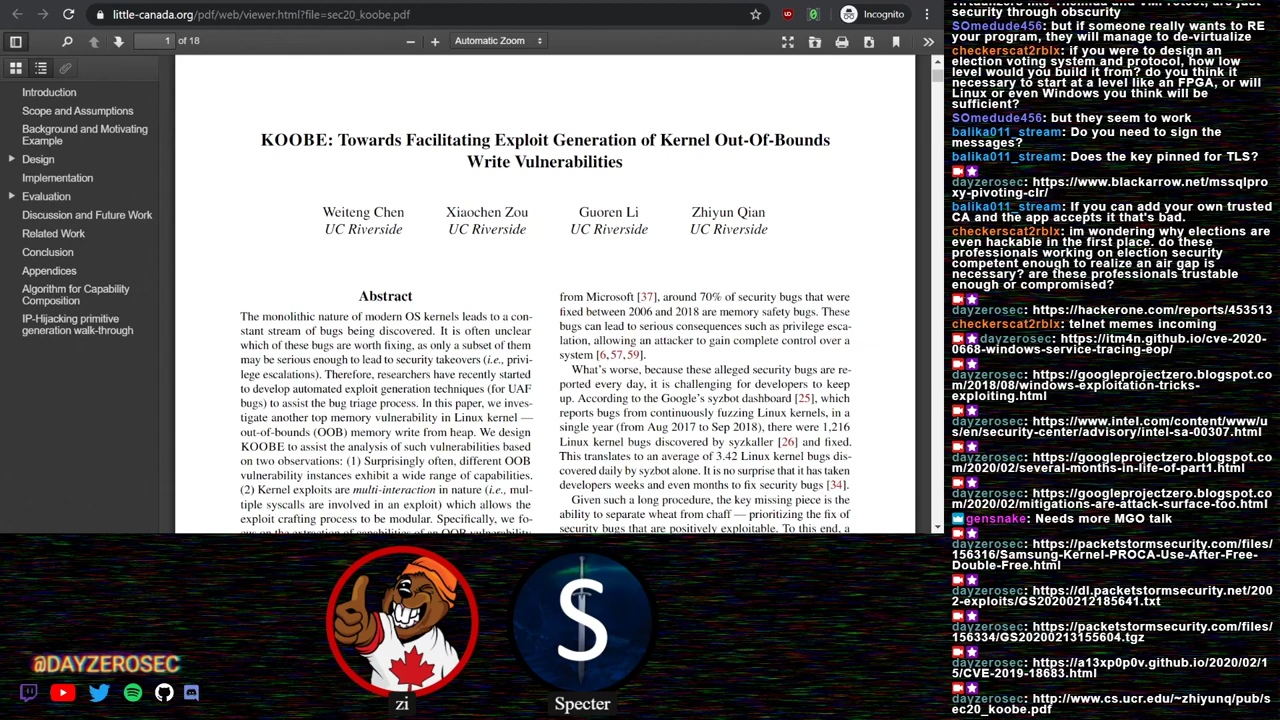 little-canada.org/pdf/web/viewer.html?file=sec20_koobe.pdf
Incognito
1 of 18
Automatic Zoom
Introduction
Scope and Assumptions
Background and Motivating
Example
Design
Implementation
Evaluation
Discussion and Future Work
Related Work
Conclusion
Appendices
Algorithm for Capability
Composition
IP-Hijacking primitive
generation walk-through
KOOBE: Towards Facilitating Exploit Generation of Kernel Out-Of-Bounds
Write Vulnerabilities
Weiteng Chen Xiaochen Zou Guoren Li Zhiyun Qian
UC Riverside UC Riverside UC Riverside UC Riverside
Abstract
The monolithic nature of modern OS kernels leads to a con-
stant stream of bugs being discovered. It is often unclear
which of these bugs are worth fixing, as only a subset of them
may be serious enough to lead to security takeovers (i.e., privi-
lege escalations). Therefore, researchers have recently started
to develop automated exploit generation techniques (for UAF
bugs) to assist the bug triage process. In this paper, we inves-
tigate another top memory vulnerability in Linux kernel —
out-of-bounds (OOB) memory write from heap. We design
KOOBE to assist the analysis of such vulnerabilities based
on two observations: (1) Surprisingly often, different OOB
vulnerability instances exhibit a wide range of capabilities.
(2) Kernel exploits are multi-interaction in nature (i.e., mul-
tiple syscalls are involved in an exploit) which allows the
exploit crafting process to be modular. Specifically, we fo-
from Microsoft [37], around 70% of security bugs that were
fixed between 2006 and 2018 are memory safety bugs. These
bugs can lead to serious consequences such as privilege esca-
lation, allowing an attacker to gain complete control over a
system [6,57,59].
What's worse, because these alleged security bugs are re-
ported every day, it is challenging for developers to keep
up. According to the Google's syzbot dashboard [25], which
reports bugs from continuously fuzzing Linux kernels, in a
single year (from Aug 2017 to Sep 2018), there were 1,216
Linux kernel bugs discovered by syzkaller [26] and fixed.
This translates to an average of 3.42 Linux kernel bugs dis-
covered daily by syzbot alone. It is no surprise that it has taken
developers weeks and even months to fix security bugs [34].
Given such a long procedure, the key missing piece is the
ability to separate wheat from chaff — prioritizing the fix of
security bugs that are positively exploitable. To this end, a
security through obscurity
SOmedude456: but if someone really wants to RE
your program, they will manage to de-virtualize
checkerscat2rblx: if you were to design an
election voting system and protocol, how low
level would you build it from? do you think it
necessary to start at a level like an FPGA, or will
Linux or even Windows you think will be
sufficient?
SOmedude456: but they seem to work
balika011_stream: Do you need to sign the
messages?
balika011_stream: Does the key pinned for TLS?
dayzerosec: https://www.blackarrow.net/mssqlpro
xy-pivoting-clr/
balika011_stream: If you can add your own trusted
CA and the app accepts it that's bad.
checkerscat2rblx: im wondering why elections are
even hackable in the first place. do these
professionals working on election security
competent enough to realize an air gap is
necessary? are these professionals trustable
enough or compromised?
dayzerosec: https://hackerone.com/reports/453513
checkerscat2rblx: telnet memes incoming
dayzerosec: https://itm4n.github.io/cve-2020-
0668-windows-service-tracing-eop/
dayzerosec: https://googleprojectzero.blogspot.co
m/2018/08/windows-exploitation-tricks-
exploiting.html
dayzerosec: https://www.intel.com/content/www/u
s/en/security-center/advisory/intel-sa-00307.html
dayzerosec: https://googleprojectzero.blogspot.co
m/2020/02/several-months-in-life-of-part1.html
dayzerosec: https://googleprojectzero.blogspot.co
m/2020/02/mitigations-are-attack-surface-too.html
gensnake: Needs more MGO talk
dayzerosec: https://packetstormsecurity.com/files/
156316/Samsung-Kernel-PROCA-Use-After-Free-
Double-Free.html
dayzerosec: https://dl.packetstormsecurity.net/200
2-exploits/GS20200212185641.txt
dayzerosec: https://packetstormsecurity.com/files/
156334/GS20200213155604.tgz
dayzerosec: https://a13xp0p0v.github.io/2020/02/1
5/CVE-2019-18683.html
dayzerosec: http://www.cs.ucr.edu/~zhiyunq/pub/s
ec20_koobe.pdf
@DAYZEROSEC
S
zi
Specter